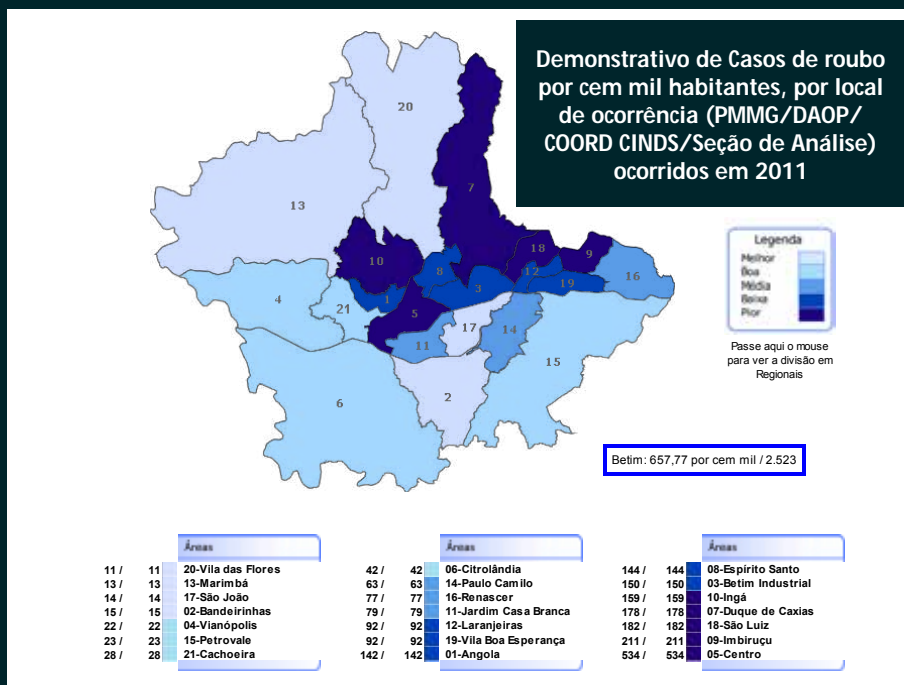 Demonstrativo de Casos de roubo
por cem mil habitantes, por local
de ocorrência (PMMG/DAOP/
COORD CINDS/Seção de Análise)
ocorridos em 2011
20
7
13
18
9
10
8
12
16
3
19
4
1
21
5
17
14
11
15
2
6
Legenda
Melhor
Boa
Média
Baixa
Pior
Passe aqui o mouse
para ver a divisão em
Regionais
Betim: 657,77 por cem mil / 2.523
Áreas
11 / 11 20-Vila das Flores
13 / 13 13-Marimbá
14 / 14 17-São João
15 / 15 02-Bandeirinhas
22 / 22 04-Vianópolis
23 / 23 15-Petrovale
28 / 28 21-Cachoeira
Áreas
42 / 42 06-Citrolândia
63 / 63 14-Paulo Camilo
77 / 77 16-Renascer
79 / 79 11-Jardim Casa Branca
92 / 92 12-Laranjeiras
92 / 92 19-Vila Boa Esperança
142 / 142 01-Angola
Áreas
144 / 144 08-Espírito Santo
150 / 150 03-Betim Industrial
159 / 159 10-Ingá
178 / 178 07-Duque de Caxias
182 / 182 18-São Luiz
211 / 211 09-Imbiruçu
534 / 534 05-Centro